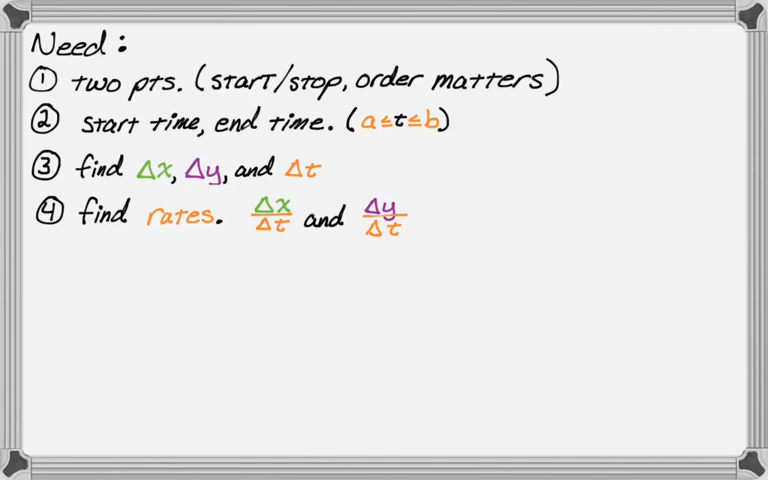 Need:
① two pts. (start/stop, order matters)
② start time, end time. (a≤t≤b)
③ find Δx, Δy, and Δt
④ find rates. Δx/Δt and Δy/Δt